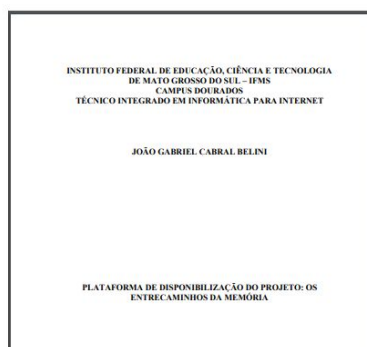 INSTITUTO FEDERAL DE EDUCAÇÃO, CIÊNCIA E TECNOLOGIA
DE MATO GROSSO DO SUL – IFMS
CAMPUS DOURADOS
TÉCNICO INTEGRADO EM INFORMÁTICA PARA INTERNET
JOÃO GABRIEL CABRAL BELINI
PLATAFORMA DE DISPONIBILIZAÇÃO DO PROJETO: OS
ENTRECAMINHOS DA MEMÓRIA